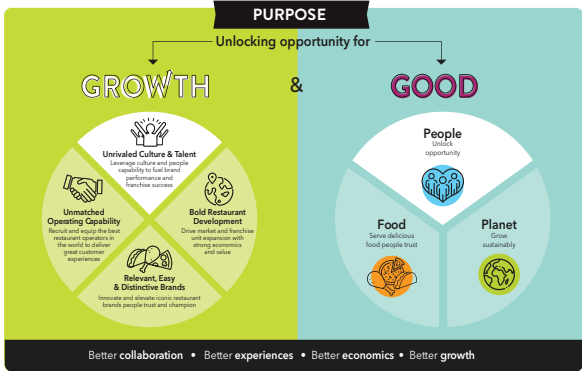 PURPOSE
Unlocking opportunity for
GROWTH
&
GOOD
Unrivaled Culture & Talent
Leverage culture and people
capability to fuel brand
performance and
franchise success
Unmatched
Operating Capability
Recruit and equip the best
restaurant operators in
the world to deliver
great customer
experiences
Bold Restaurant
Development
Drive market and franchise
unit expansion with
strong economics
and value
Relevant, Easy
& Distinctive Brands
Innovate and elevate iconic restaurant
brands people trust and champion
People
Unlock
opportunity
Food
Serve delicious
food people trust
Planet
Grow
sustainably
Better collaboration • Better experiences • Better economics • Better growth